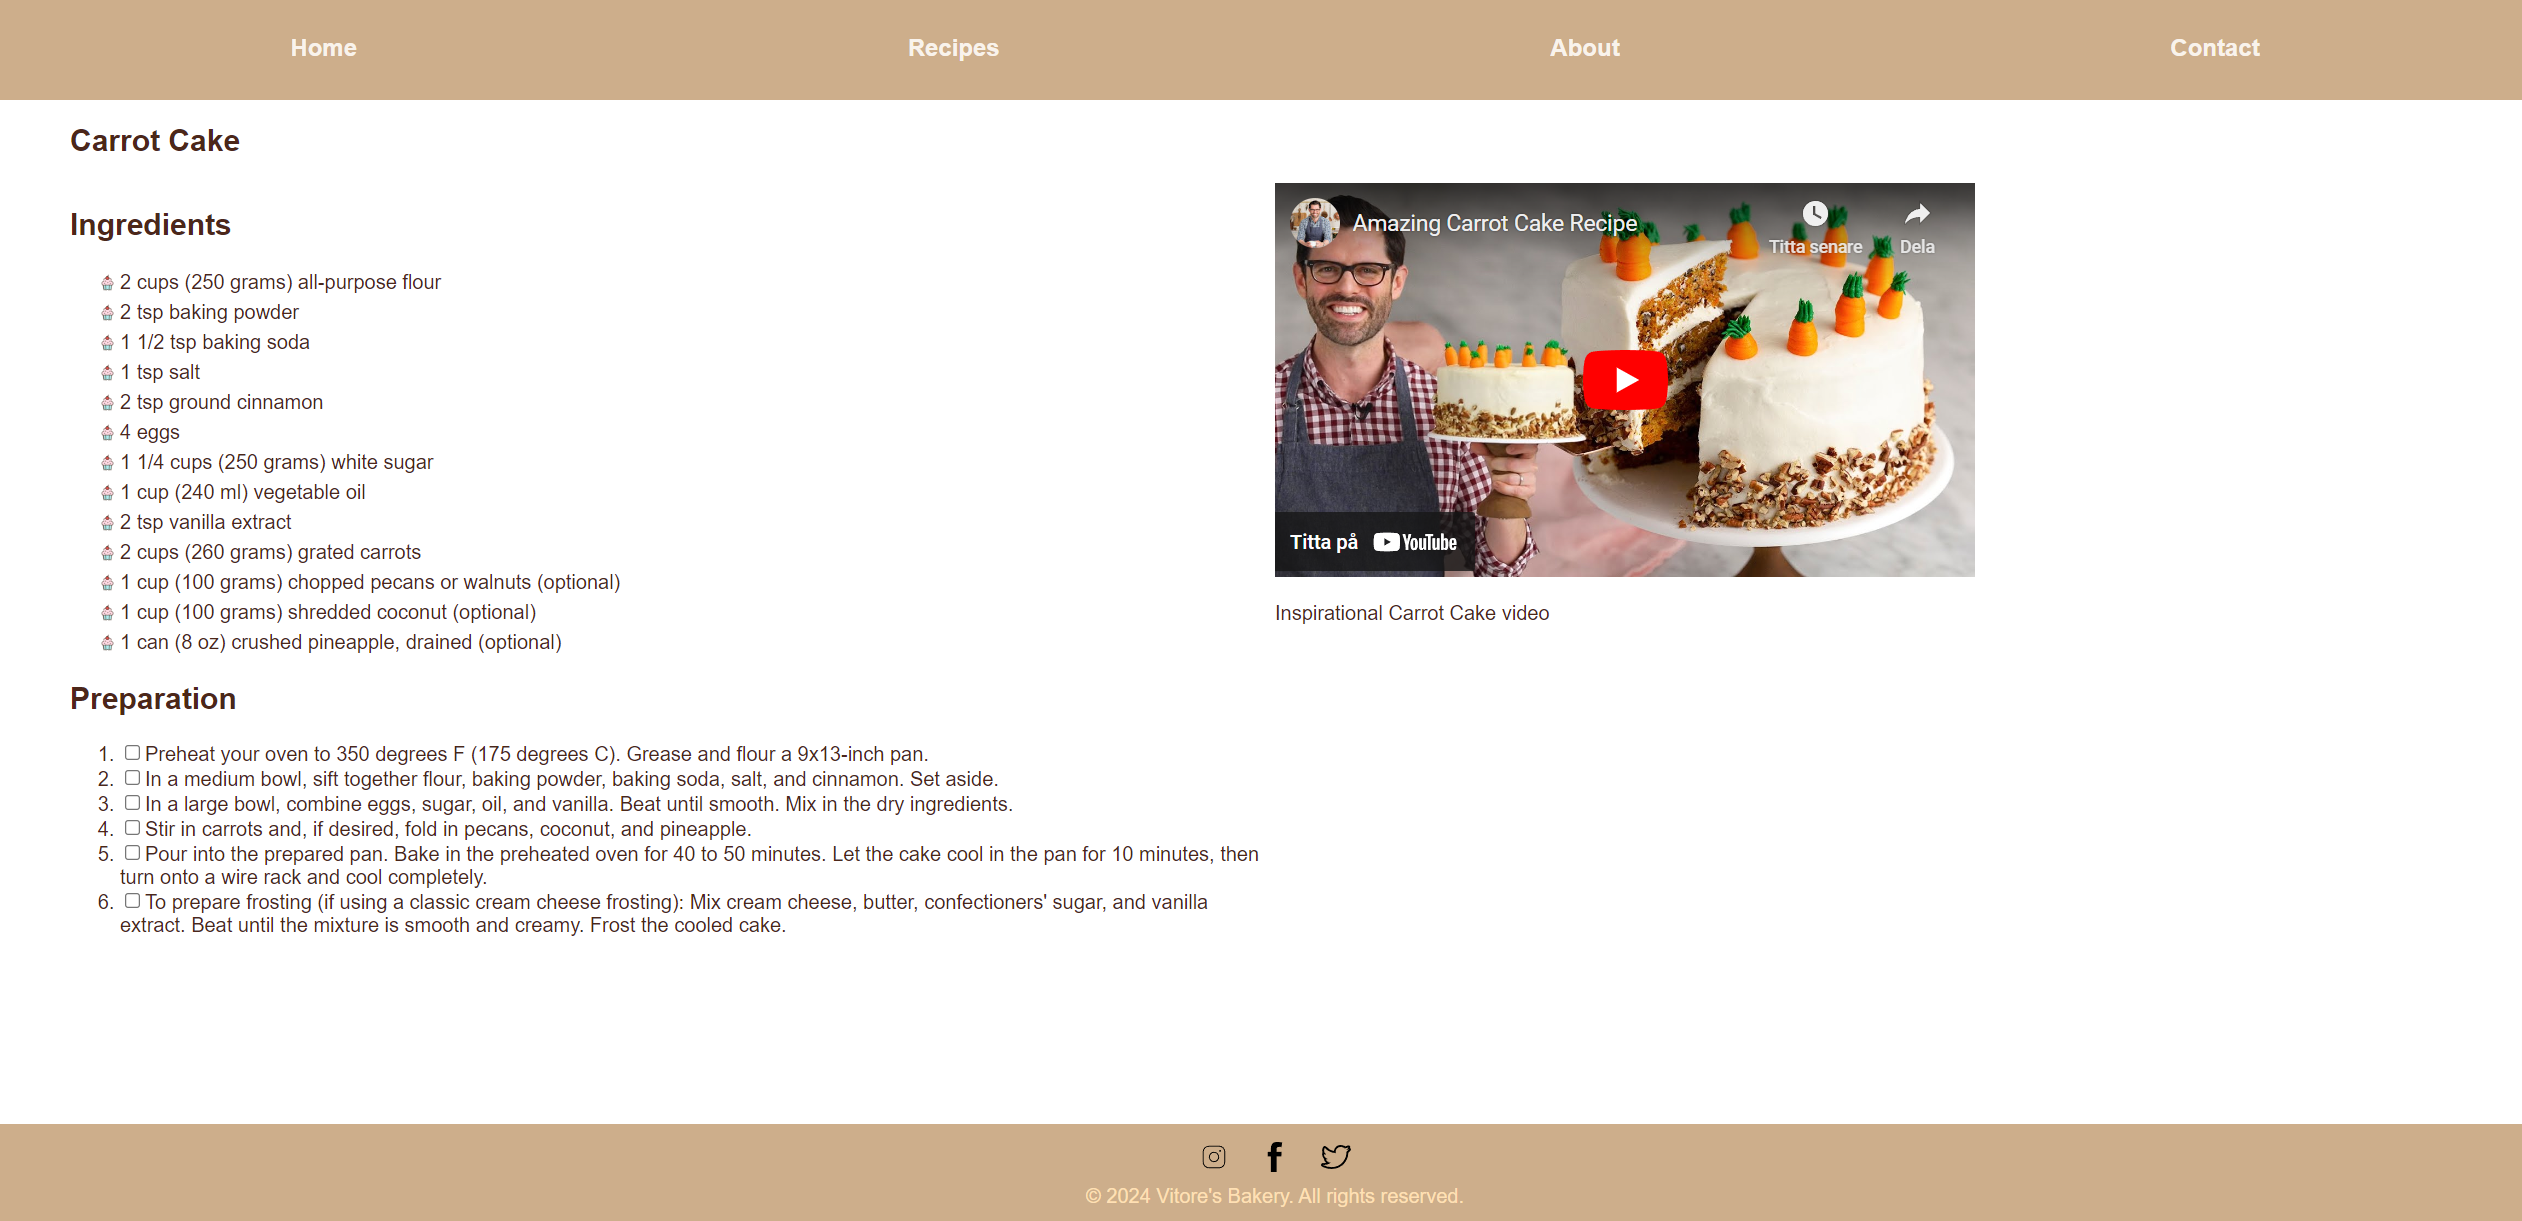 Home
Recipes
About
Contact
Carrot Cake
Ingredients
2 cups (250 grams) all-purpose flour
2 tsp baking powder
1 1/2 tsp baking soda
1 tsp salt
2 tsp ground cinnamon
4 eggs
1 1/4 cups (250 grams) white sugar
1 cup (240 ml) vegetable oil
2 tsp vanilla extract
2 cups (260 grams) grated carrots
1 cup (100 grams) chopped pecans or walnuts (optional)
1 cup (100 grams) shredded coconut (optional)
1 can (8 oz) crushed pineapple, drained (optional)
Preparation
1. Preheat your oven to 350 degrees F (175 degrees C). Grease and flour a 9x13-inch pan.
2. In a medium bowl, sift together flour, baking powder, baking soda, salt, and cinnamon. Set aside.
3. In a large bowl, combine eggs, sugar, oil, and vanilla. Beat until smooth. Mix in the dry ingredients.
4. Stir in carrots and, if desired, fold in pecans, coconut, and pineapple.
5. Pour into the prepared pan. Bake in the preheated oven for 40 to 50 minutes. Let the cake cool in the pan for 10 minutes, then
turn onto a wire rack and cool completely.
6. To prepare frosting (if using a classic cream cheese frosting): Mix cream cheese, butter, confectioners' sugar, and vanilla
extract. Beat until the mixture is smooth and creamy. Frost the cooled cake.
Amazing Carrot Cake Recipe
Titta senare
Dela
Titta på YouTube
Inspirational Carrot Cake video
© 2024 Vitore's Bakery. All rights reserved.